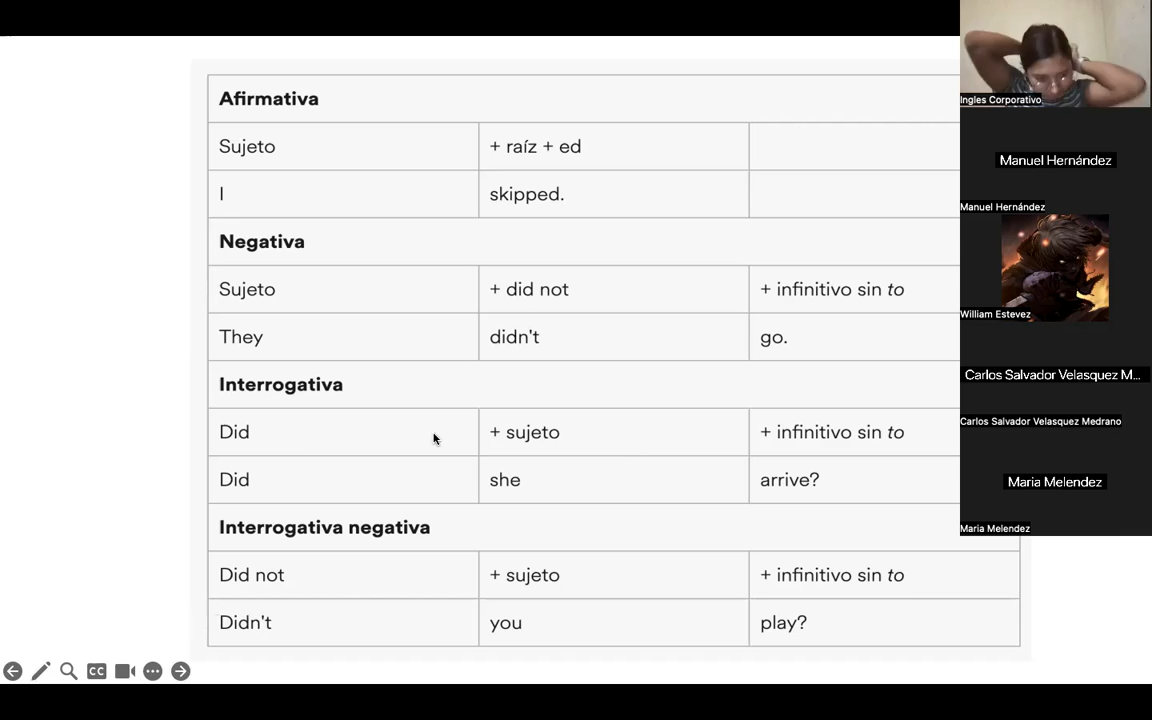 Afirmativa
Sujeto + raíz + ed
I skipped.
Negativa
Sujeto + did not + infinitivo sin to
They didn't go.
Interrogativa
Did + sujeto + infinitivo sin to
Did she arrive?
Interrogativa negativa
Did not + sujeto + infinitivo sin to
Didn't you play?
CC
Ingles Corporativo
Manuel Hernández
Manuel Hernández
William Estevez
Carlos Salvador Velasquez M...
Carlos Salvador Velasquez Medrano
Maria Melendez
Maria Melendez